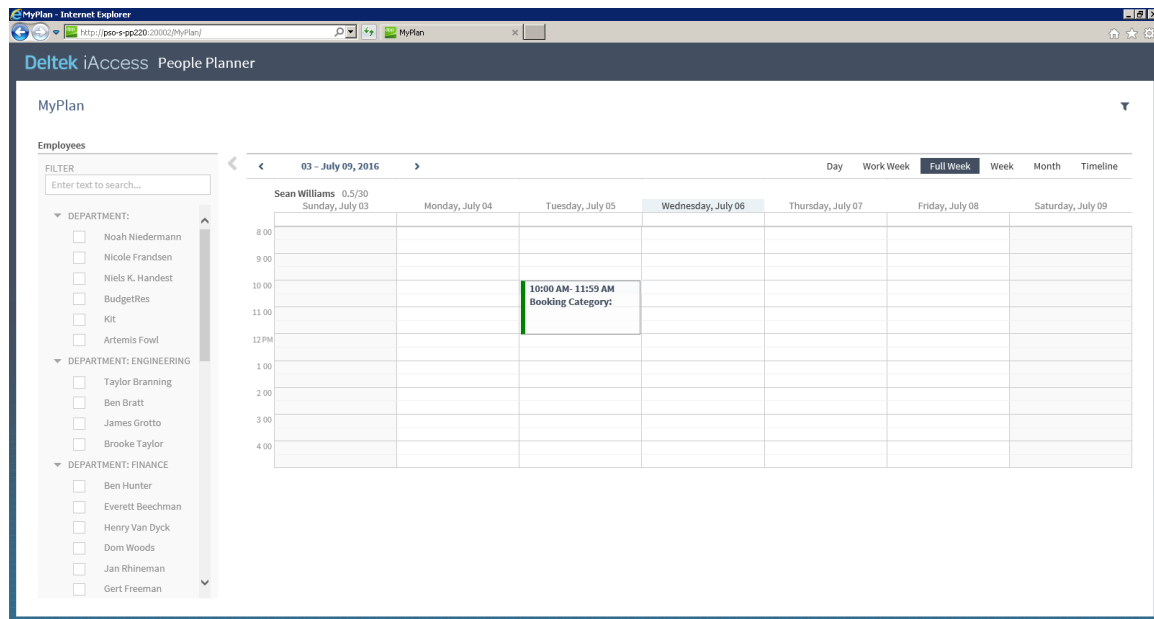 MyPlan - Internet Explorer
http://pso-s-pp220:20002/MyPlan/
MyPlan
Deltek iAccess People Planner
MyPlan
Employees
FILTER
Enter text to search...
DEPARTMENT:
Noah Niedermann
Nicole Frandsen
Niels K. Handest
BudgetRes
Kit
Artemis Fowl
DEPARTMENT: ENGINEERING
Taylor Branning
Ben Bratt
James Grotto
Brooke Taylor
DEPARTMENT: FINANCE
Ben Hunter
Everett Beechman
Henry Van Dyck
Dom Woods
Jan Rhineman
Gert Freeman
03 – July 09, 2016
Day Work Week Full Week Week Month Timeline
Sean Williams 0.5/30
Sunday, July 03 Monday, July 04 Tuesday, July 05 Wednesday, July 06 Thursday, July 07 Friday, July 08 Saturday, July 09
8 00
9 00
10 00
11 00
12 PM
1 00
2 00
3 00
4 00
10:00 AM- 11:59 AM
Booking Category: